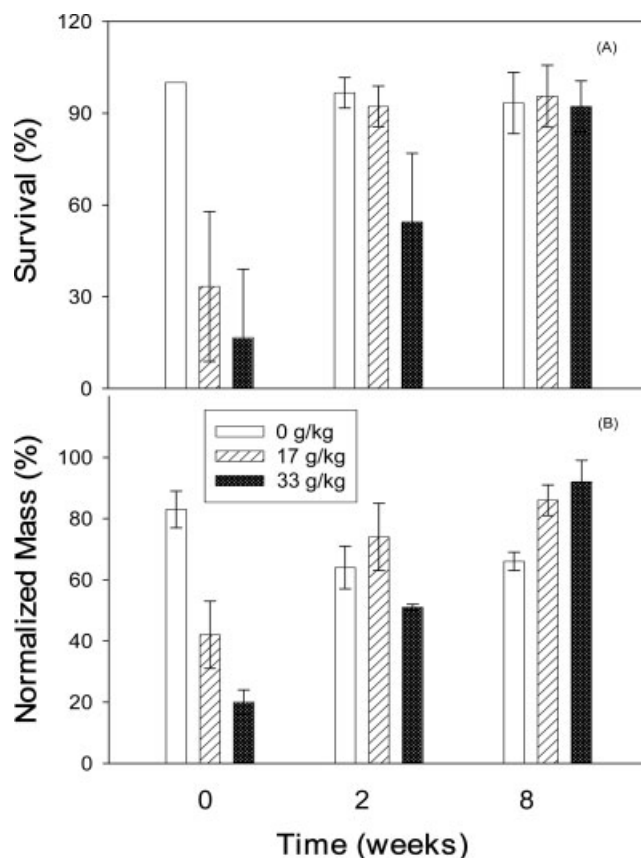 120
(A)
90
60
30
0
Survival (%)
(B)
0 g/kg
17 g/kg
33 g/kg
100
80
60
40
20
0
Normalized Mass (%)
0 2 8
Time (weeks)